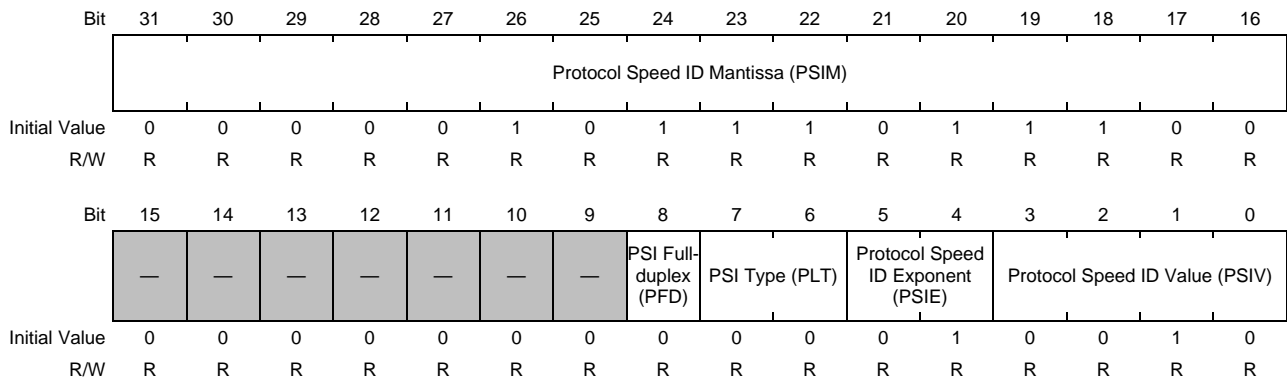 Bit 31 30 29 28 27 26 25 24 23 22 21 20 19 18 17 16
Protocol Speed ID Mantissa (PSIM)
Initial Value 0 0 0 0 0 1 0 1 1 1 0 1 1 1 0 0
R/W R R R R R R R R R R R R R R R R
Bit 15 14 13 12 11 10 9 8 7 6 5 4 3 2 1 0
— — — — — — — PSI Full-duplex (PFD) PSI Type (PLT) Protocol Speed ID Exponent (PSIE) Protocol Speed ID Value (PSIV)
Initial Value 0 0 0 0 0 0 0 0 0 0 0 1 0 0 1 0
R/W R R R R R R R R R R R R R R R R